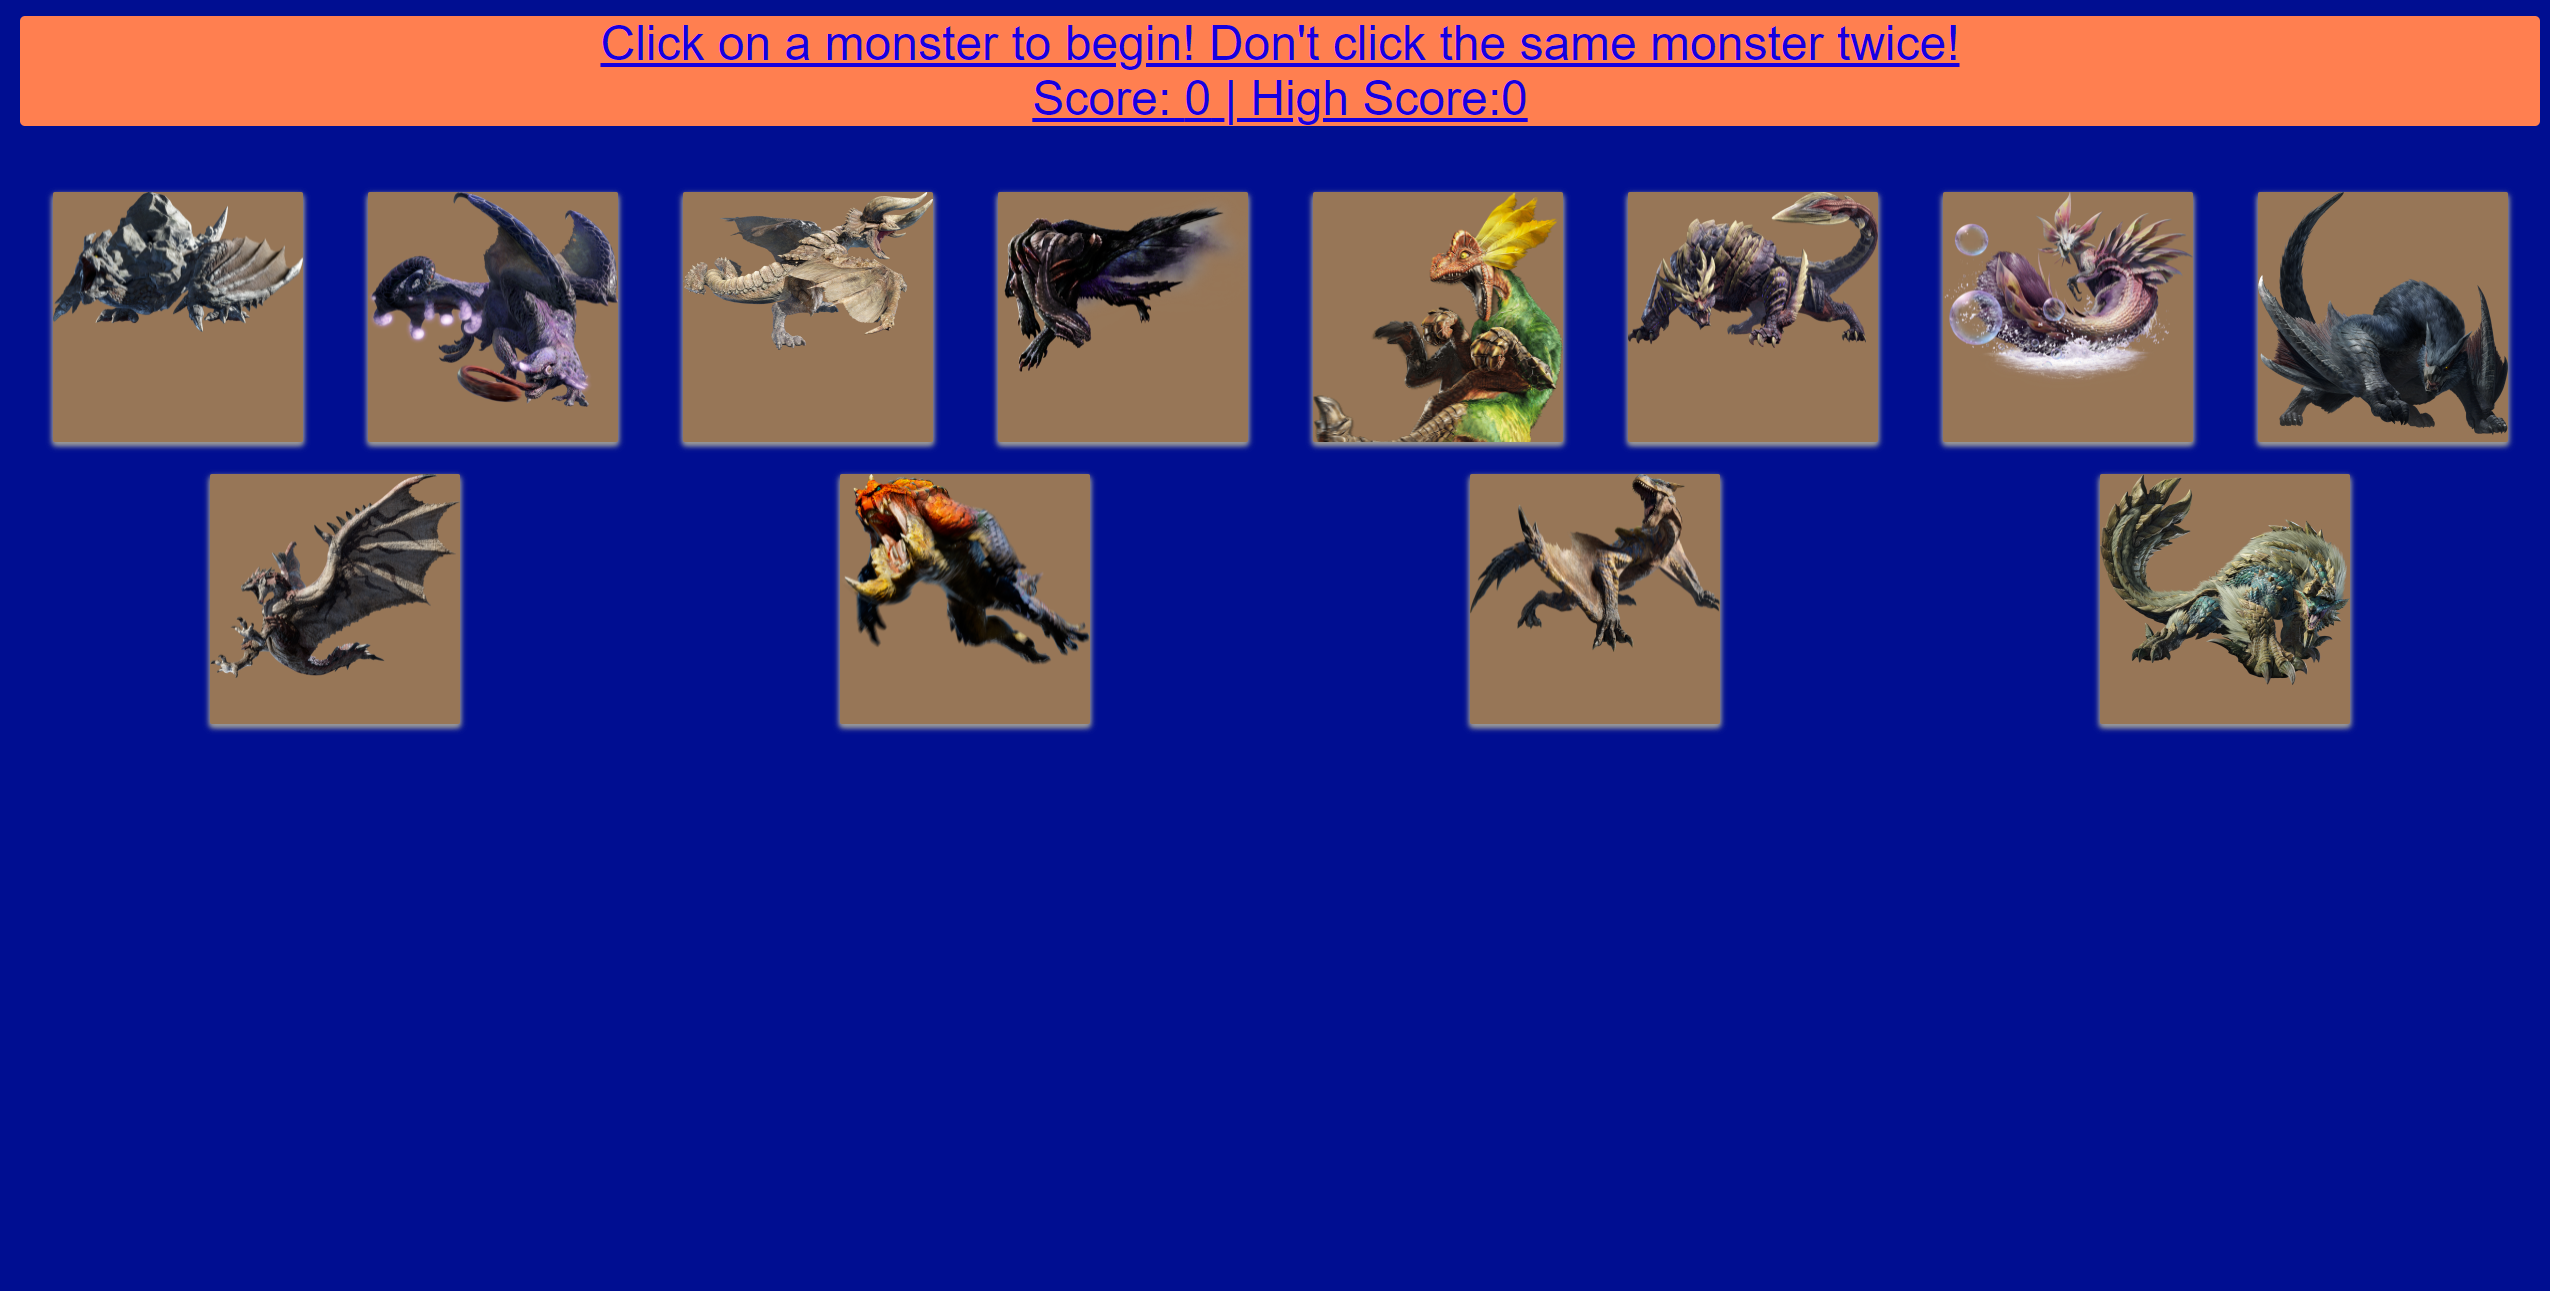 Click on a monster to begin! Don't click the same monster twice!
Score: 0 | High Score:0